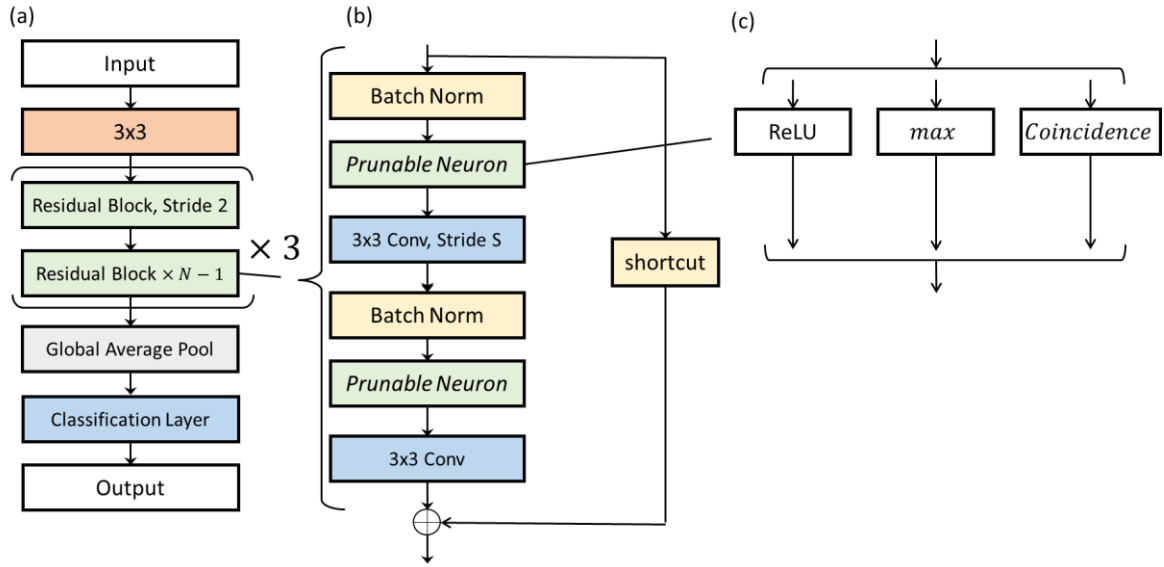 (a)
Input
3x3
Residual Block, Stride 2
Residual Block × N − 1
× 3
Global Average Pool
Classification Layer
Output
(b)
Batch Norm
Prunable Neuron
3x3 Conv, Stride S
Batch Norm
Prunable Neuron
3x3 Conv
shortcut
(c)
ReLU
max
Coincidence